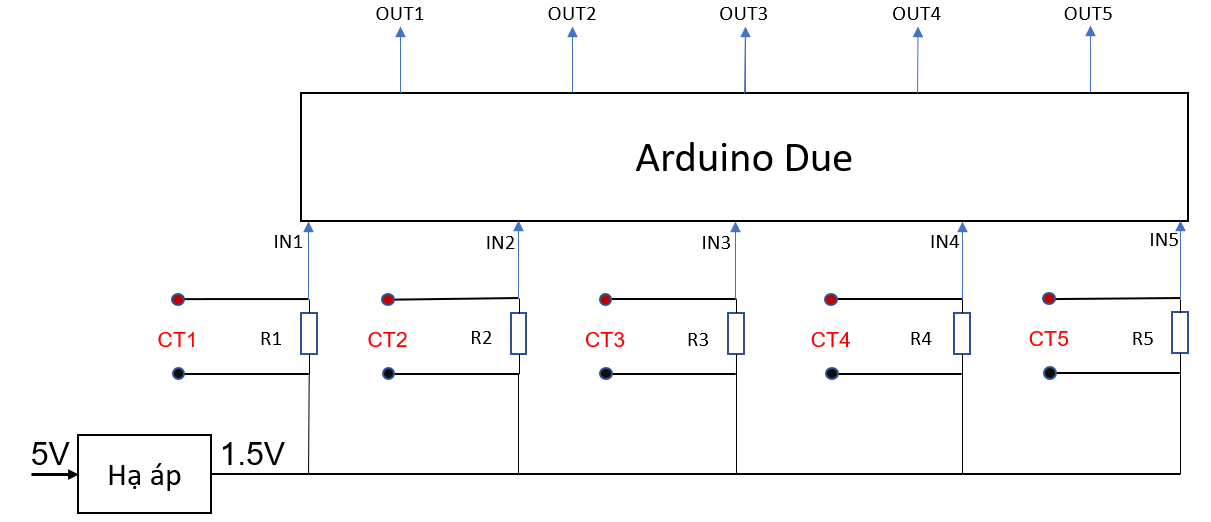 OUT1 OUT2 OUT3 OUT4 OUT5
Arduino Due
IN1 IN2 IN3 IN4 IN5
CT1 R1 CT2 R2 CT3 R3 CT4 R4 CT5 R5
5V 1.5V
Hạ áp